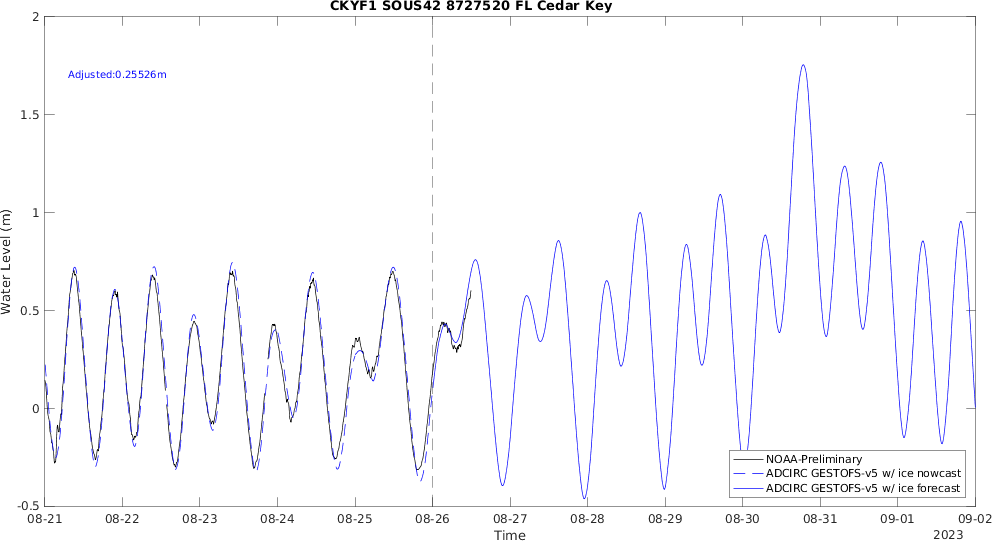 CKYF1 SOUS42 8727520 FL Cedar Key
Adjusted:0.25526m
Water Level (m)
2
1.5
1
0.5
0
-0.5
08-21 08-22 08-23 08-24 08-25 08-26 08-27 08-28 08-29 08-30 08-31 09-01 09-02
Time
2023
NOAA-Preliminary
ADCIRC GESTOFS-v5 w/ ice nowcast
ADCIRC GESTOFS-v5 w/ ice forecast